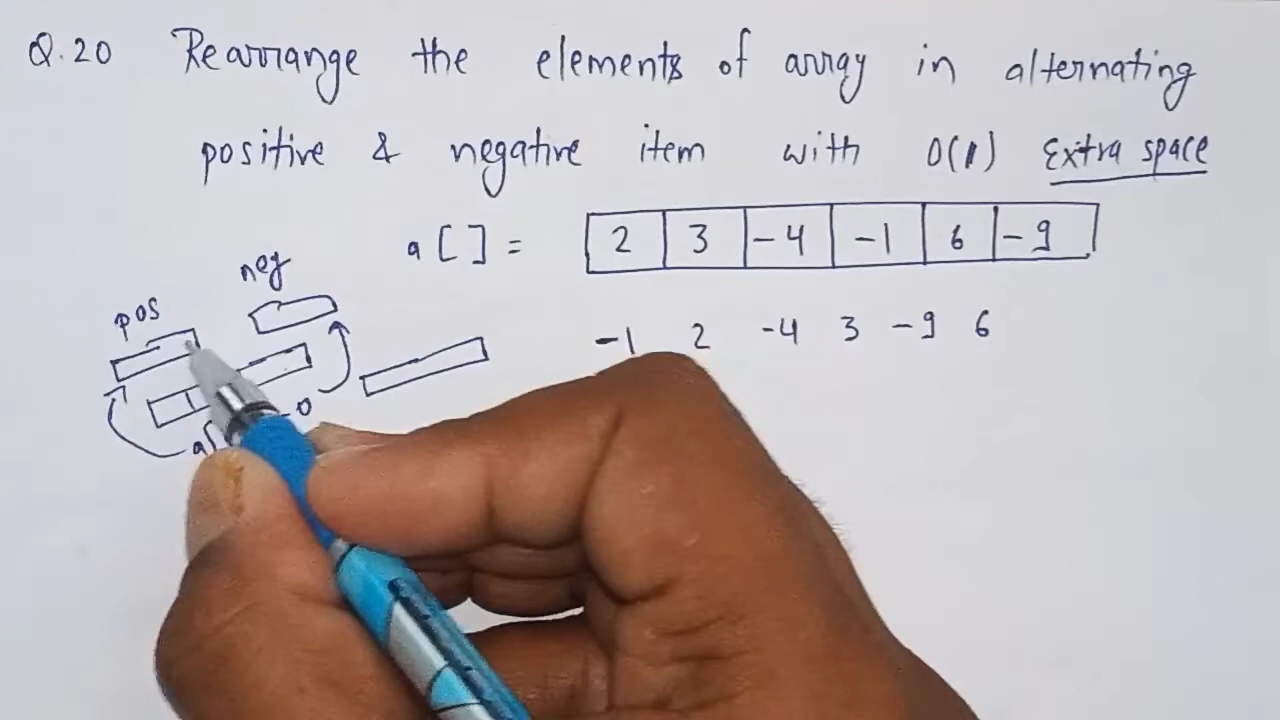 Q.20 Rearrange the elements of array in alternating
positive & negative item with O(1) Extra space
a[] = 2 3 -4 -1 6 -9
neg
pos
-1 2 -4 3 -9 6